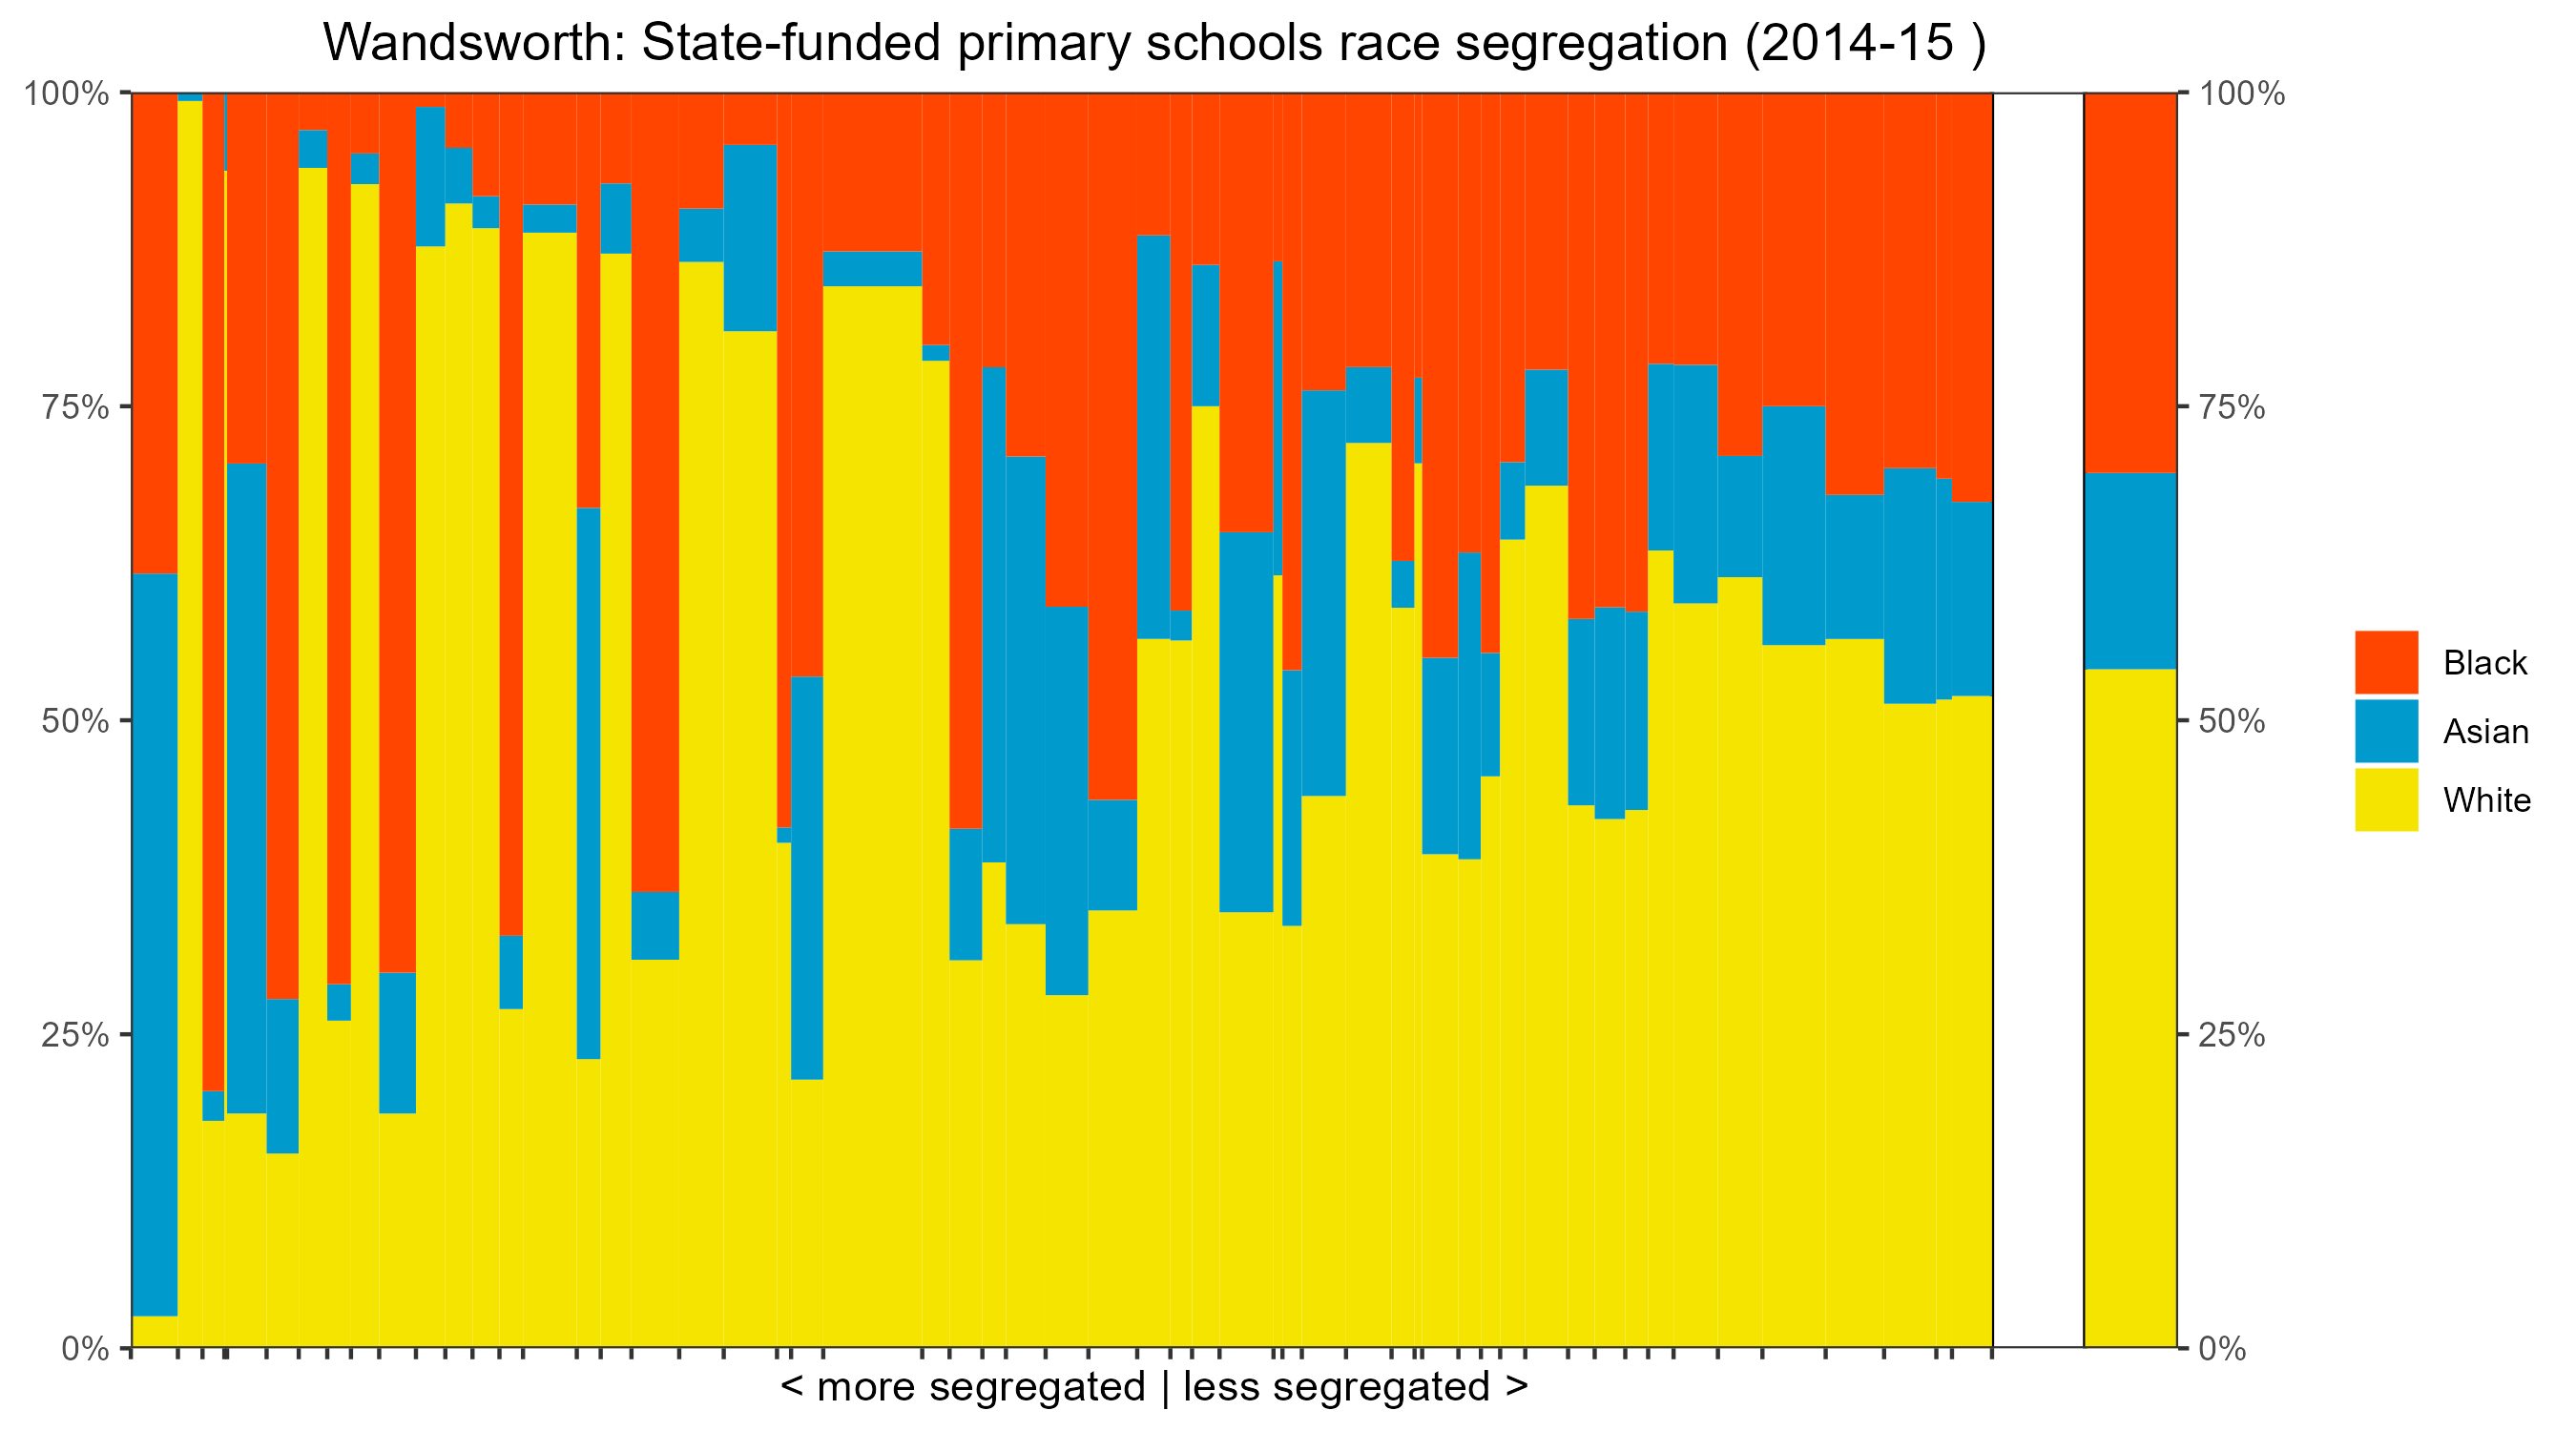 Wandsworth: State-funded primary schools race segregation (2014-15 )
100%
75%
50%
25%
0%
100%
75%
50%
25%
0%
Black
Asian
White
< more segregated | less segregated >